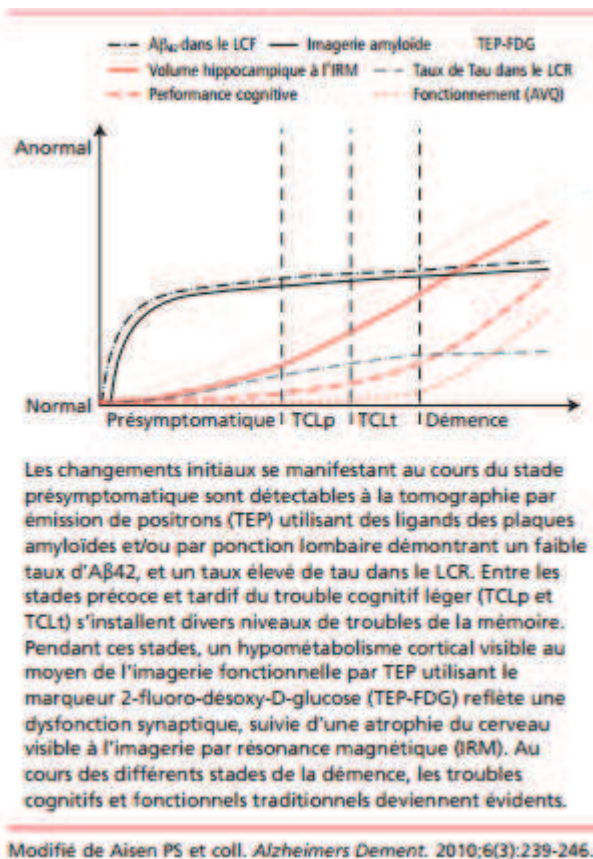 Aβ42 dans le LCF Imagerie amyloïde TEP-FDG
Volume hippocampique à l'IRM Taux de Tau dans le LCR
Performance cognitive Fonctionnement (AVQ)
Anormal
Normal
Présymptomatique TCLp TCLt Démence
Les changements initiaux se manifestant au cours du stade
présymptomatique sont détectables à la tomographie par
émission de positrons (TEP) utilisant des ligands des plaques
amyloïdes et/ou par ponction lombaire démontrant un faible
taux d'Aβ42, et un taux élevé de tau dans le LCR. Entre les
stades précoce et tardif du trouble cognitif léger (TCLp et
TCLt) s'installent divers niveaux de troubles de la mémoire.
Pendant ces stades, un hypométabolisme cortical visible au
moyen de l'imagerie fonctionnelle par TEP utilisant le
marqueur 2-fluoro-désoxy-D-glucose (TEP-FDG) reflète une
dysfonction synaptique, suivie d'une atrophie du cerveau
visible à l'imagerie par résonance magnétique (IRM). Au
cours des différents stades de la démence, les troubles
cognitifs et fonctionnels traditionnels deviennent évidents.
Modifié de Aisen PS et coll. Alzheimers Dement. 2010;6(3):239-246.